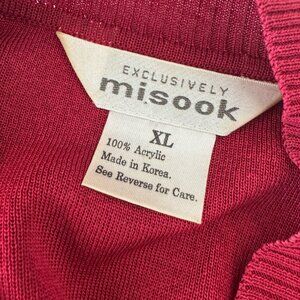 EXCLUSIVELY
misook
XL
100% Acrylic
Made in Korea.
See Reverse for Care.